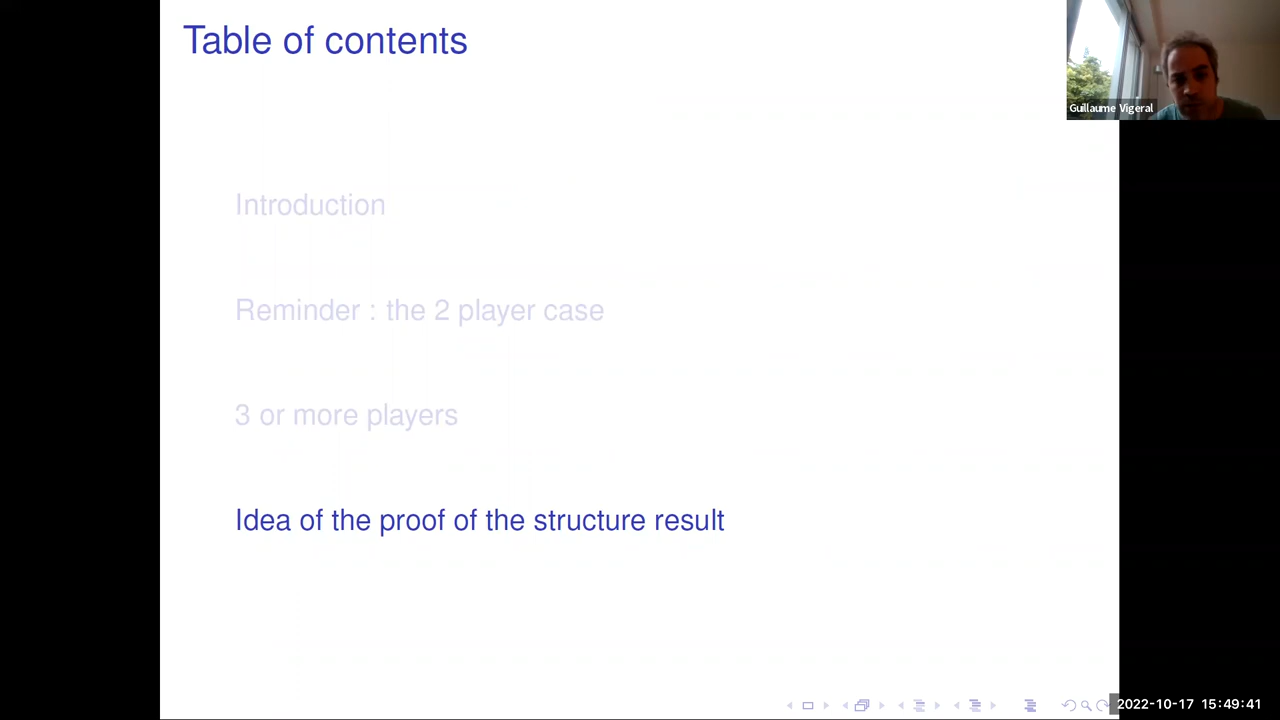 Table of contents
Guillaume Vigeral
Introduction
Reminder : the 2 player case
3 or more players
Idea of the proof of the structure result
2022-10-17 15:49:41